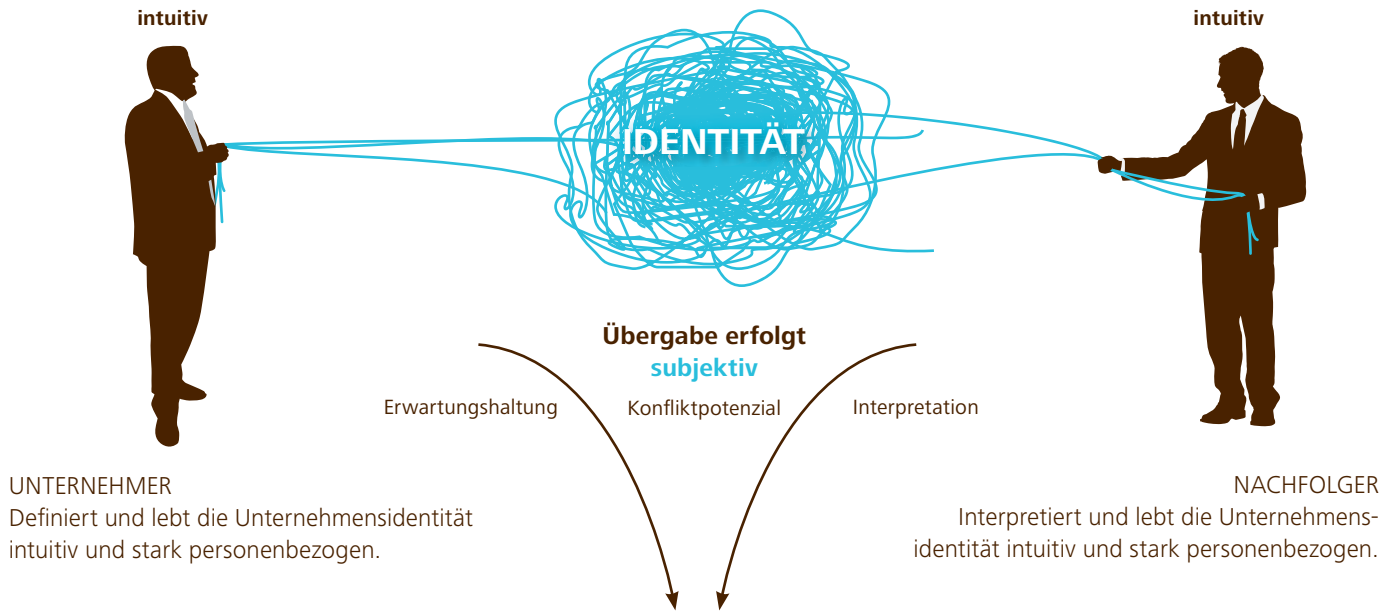 intuitiv
intuitiv
IDENTITÄT
Übergabe erfolgt
subjektiv
Erwartungshaltung
Konfliktpotenzial
Interpretation
UNTERNEHMER
Definiert und lebt die Unternehmensidentität
intuitiv und stark personenbezogen.
NACHFOLGER
Interpretiert und lebt die Unternehmens-
identität intuitiv und stark personenbezogen.